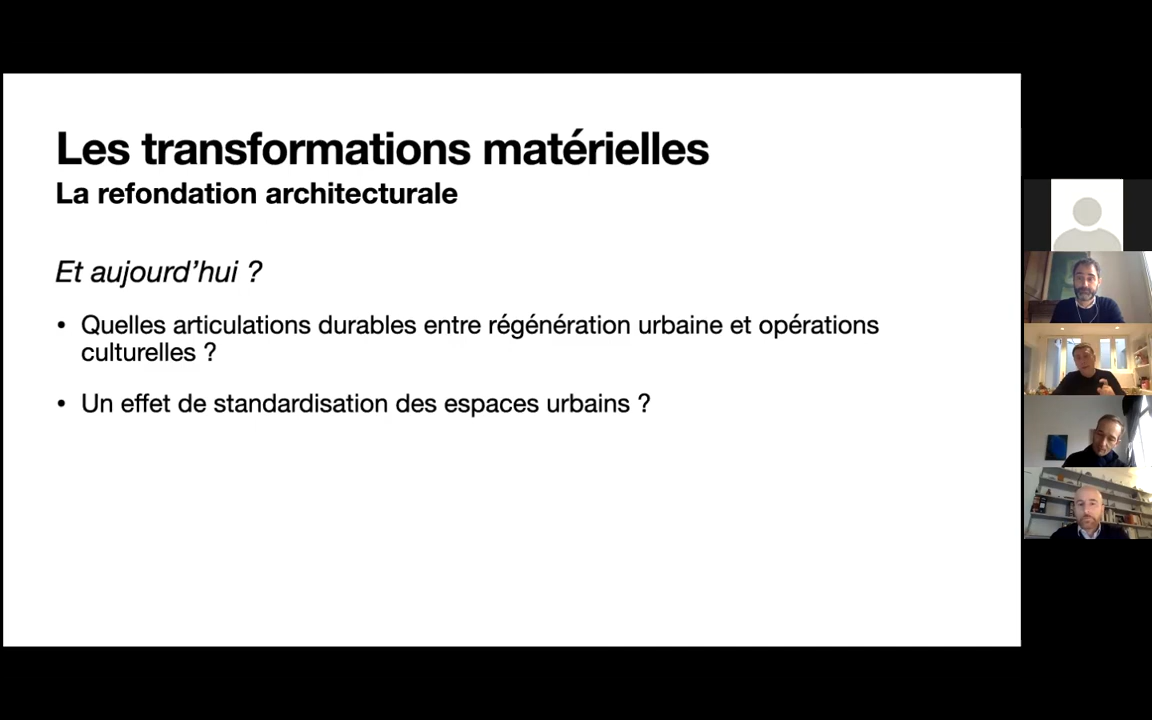 Les transformations matérielles
La refondation architecturale
Et aujourd’hui ?
• Quelles articulations durables entre régénération urbaine et opérations
culturelles ?
• Un effet de standardisation des espaces urbains ?